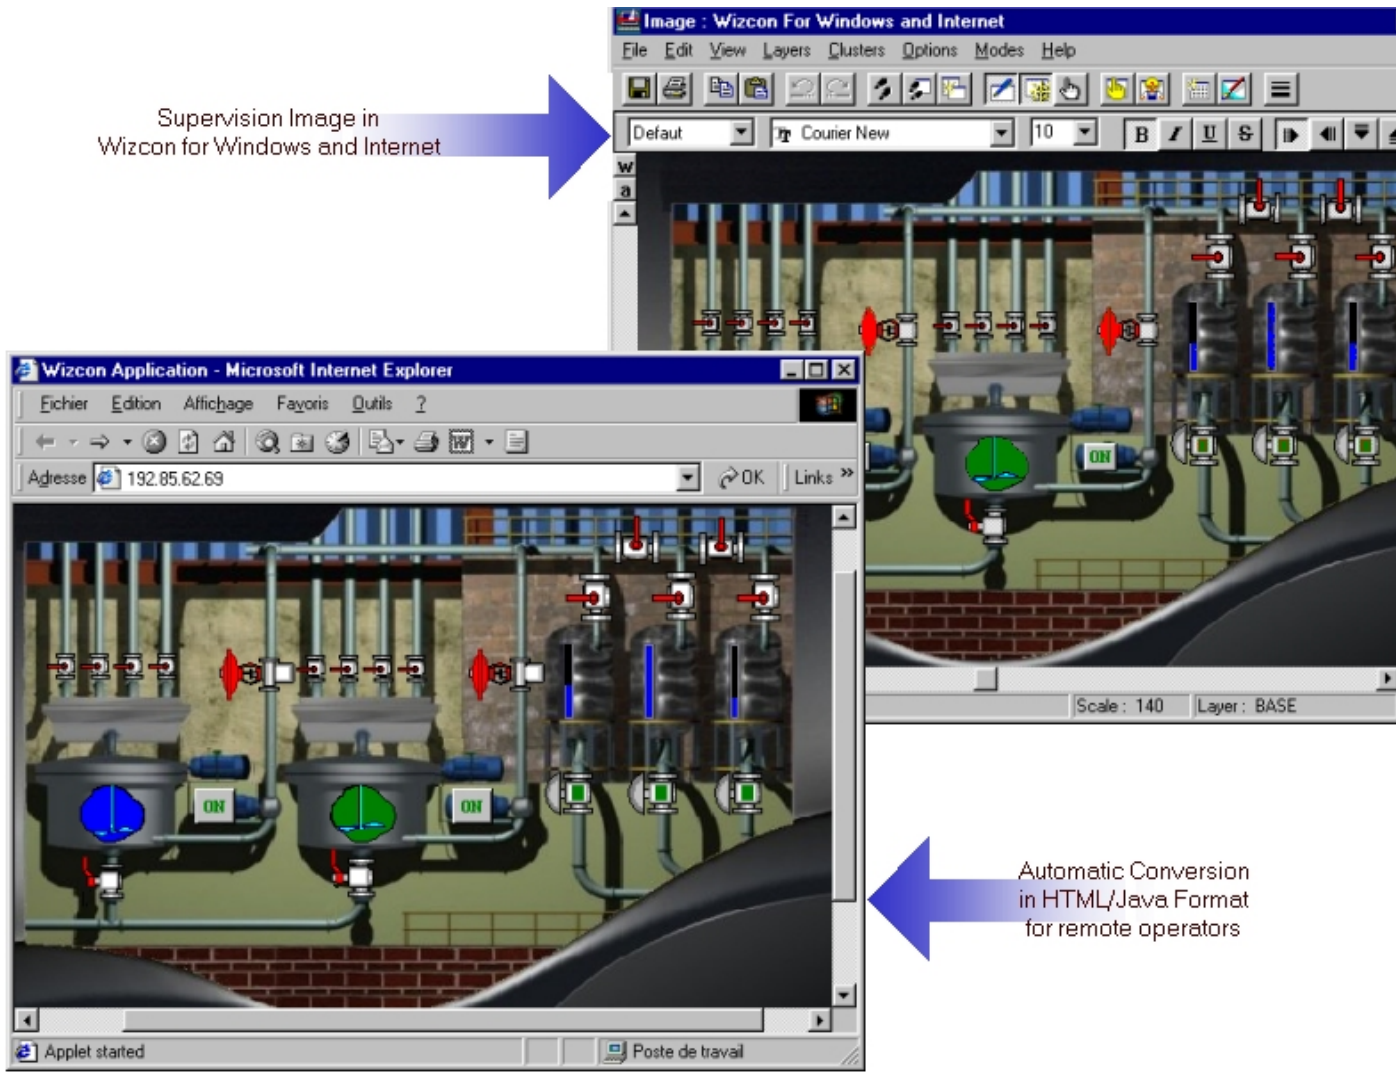 Image : Wizcon For Windows and Internet
File Edit View Layers Clusters Options Modes Help
Supervision Image in
Wizcon for Windows and Internet
Defaut Courier New 10 B I U S
w
a
ON
Scale : 140 Layer : BASE
Wizcon Application - Microsoft Internet Explorer
Fichier Edition Affichage Favoris Outils ?
Adresse 192.85.62.69 OK Links »
ON ON
Applet started Poste de travail
Automatic Conversion
in HTML/Java Format
for remote operators